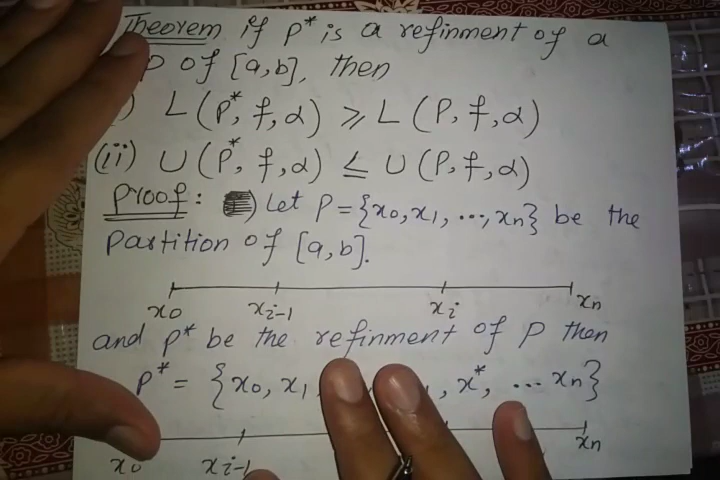 Theorem if P* is a refinment of a
P of [a,b], then
) L(P*, f, α) ≥ L(P, f, α)
(ii) U(P*, f, α) ≤ U(P, f, α)
Proof: Let P = {x0, x1, ..., xn} be the
Partition of [a,b].
x0 xi-1 xi xn
and P* be the refinment of P then
P* = {x0, x1, , x*, ... xn}
x0 xi-1 xn